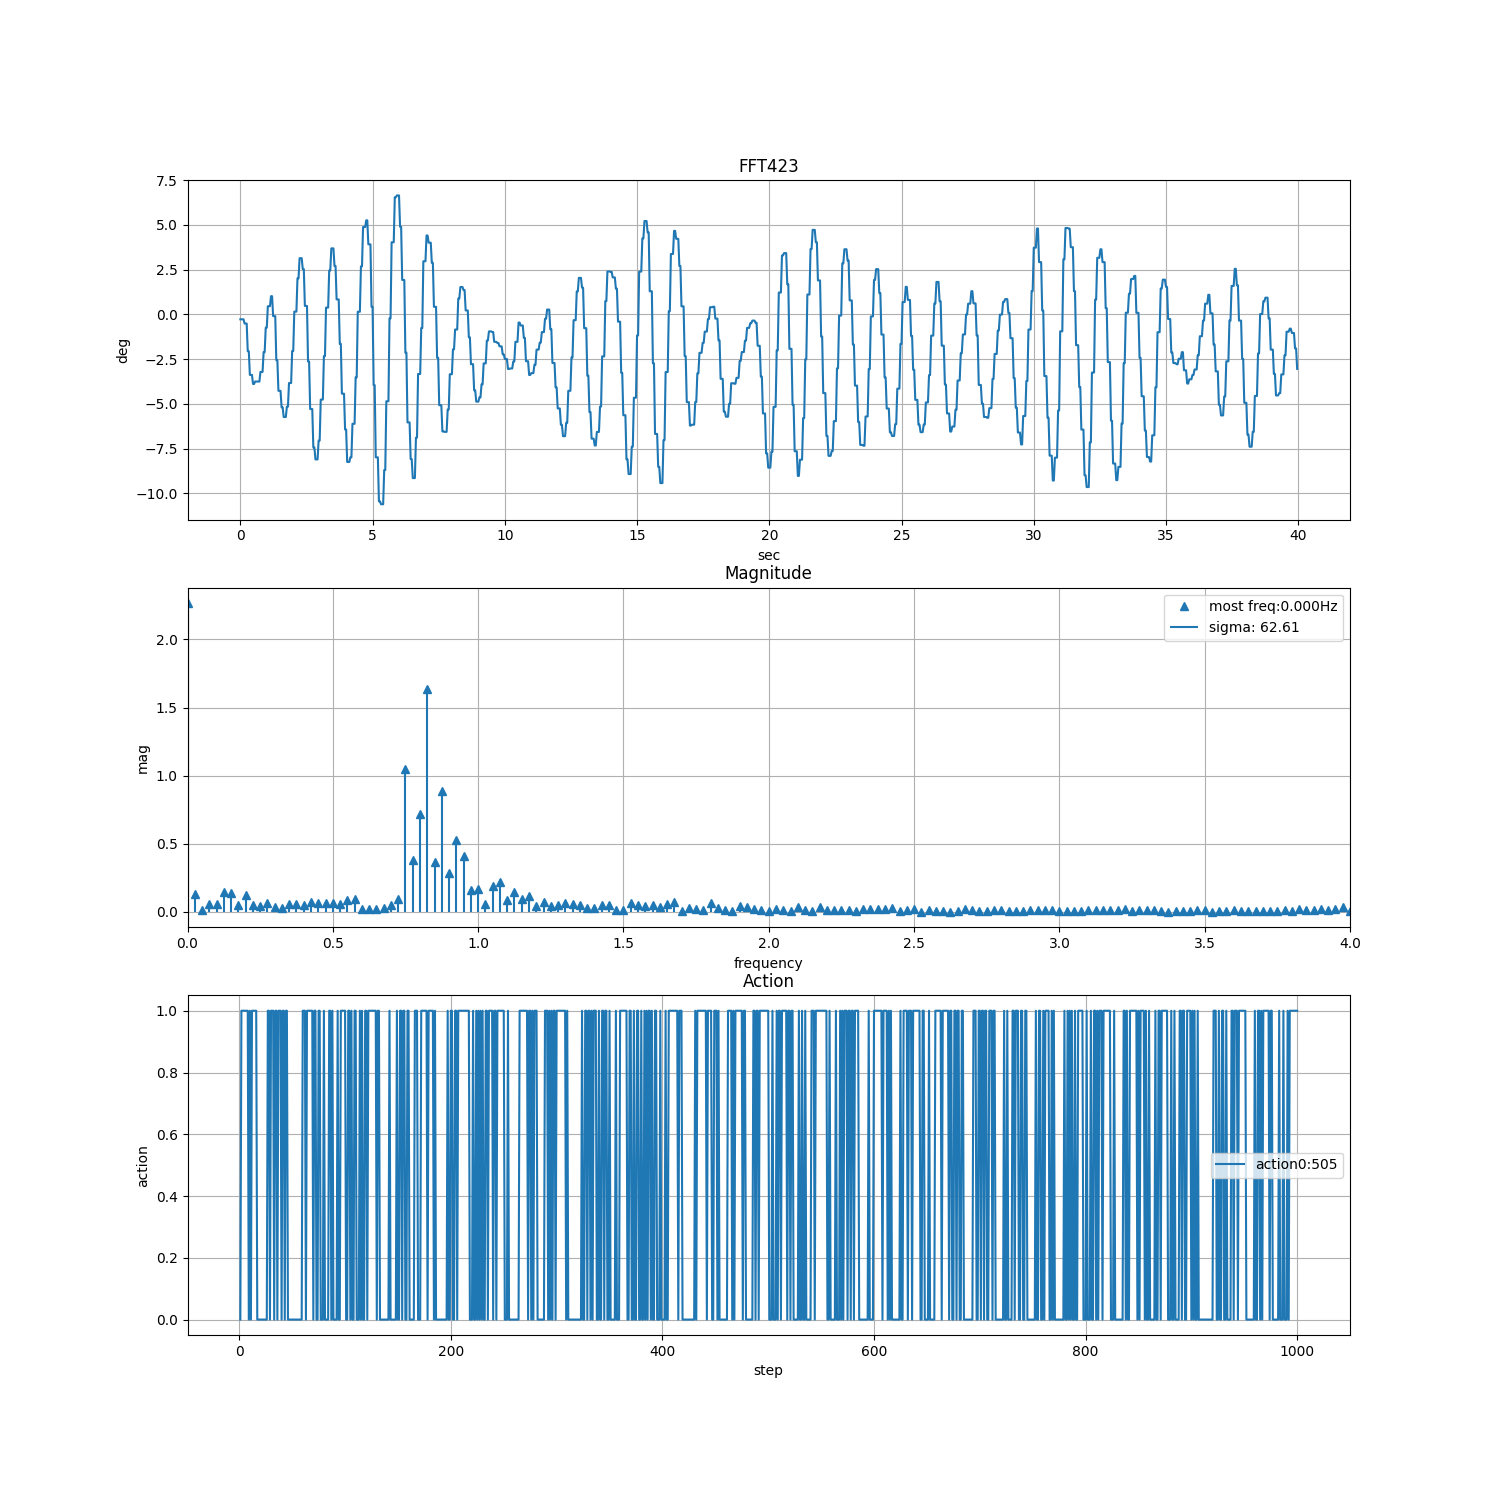 FFT423
7.5
5.0
2.5
0.0
−2.5
−5.0
−7.5
−10.0
deg
0 5 10 15 20 25 30 35 40
sec
Magnitude
2.0
1.5
1.0
0.5
0.0
mag
most freq:0.000Hz
sigma: 62.61
0.0 0.5 1.0 1.5 2.0 2.5 3.0 3.5 4.0
frequency
Action
1.0
0.8
0.6
0.4
0.2
0.0
action
action0:505
0 200 400 600 800 1000
step